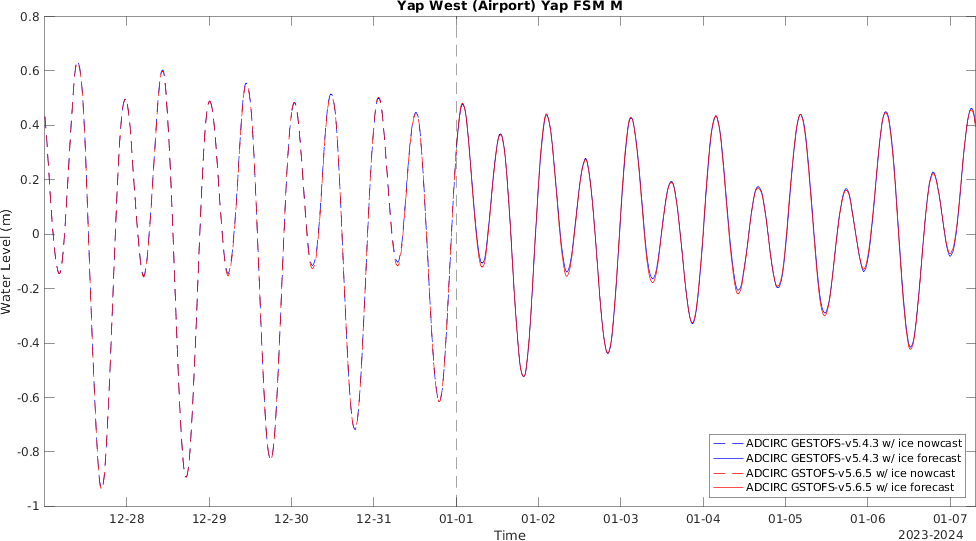 Yap West (Airport) Yap FSM M
0.8
0.6
0.4
0.2
0
-0.2
-0.4
-0.6
-0.8
-1
Water Level (m)
12-28 12-29 12-30 12-31 01-01 01-02 01-03 01-04 01-05 01-06 01-07
Time
2023-2024
ADCIRC GESTOFS-v5.4.3 w/ ice nowcast
ADCIRC GESTOFS-v5.4.3 w/ ice forecast
ADCIRC GSTOFS-v5.6.5 w/ ice nowcast
ADCIRC GSTOFS-v5.6.5 w/ ice forecast